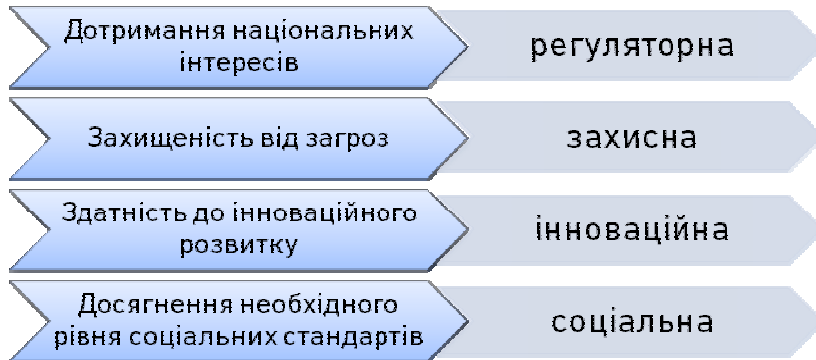 Дотримання національних
інтересів
регуляторна
Захищеність від загроз
захисна
Здатність до інноваційного
розвитку
інноваційна
Досягнення необхідного
рівня соціальних стандартів
соціальна